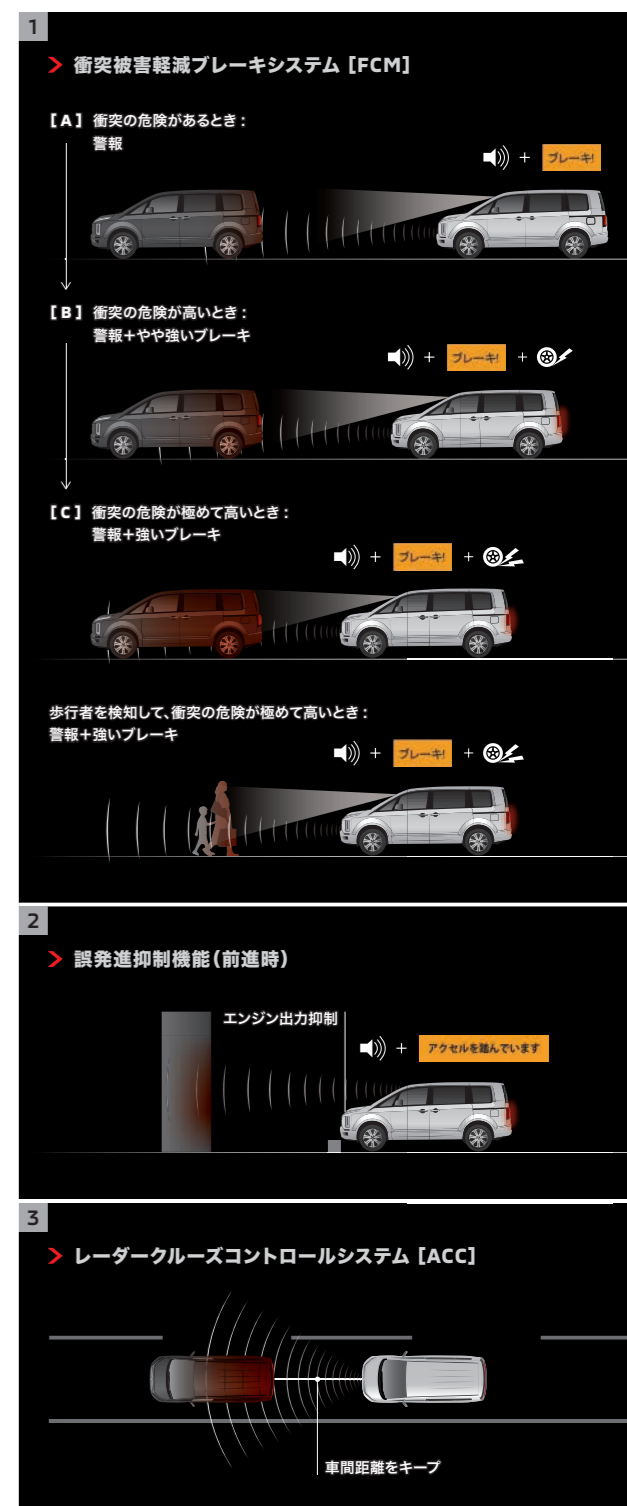 1
衝突被害軽減ブレーキシステム [FCM]
[A] 衝突の危険があるとき:
警報
+ ブレーキ!
[B] 衝突の危険が高いとき:
警報+やや強いブレーキ
+ ブレーキ! +
[C] 衝突の危険が極めて高いとき:
警報+強いブレーキ
+ ブレーキ! +
歩行者を検知して、衝突の危険が極めて高いとき:
警報+強いブレーキ
+ ブレーキ! +
2
誤発進抑制機能(前進時)
エンジン出力抑制
+ アクセルを踏んでいます
3
レーダークルーズコントロールシステム [ACC]
車間距離をキープ